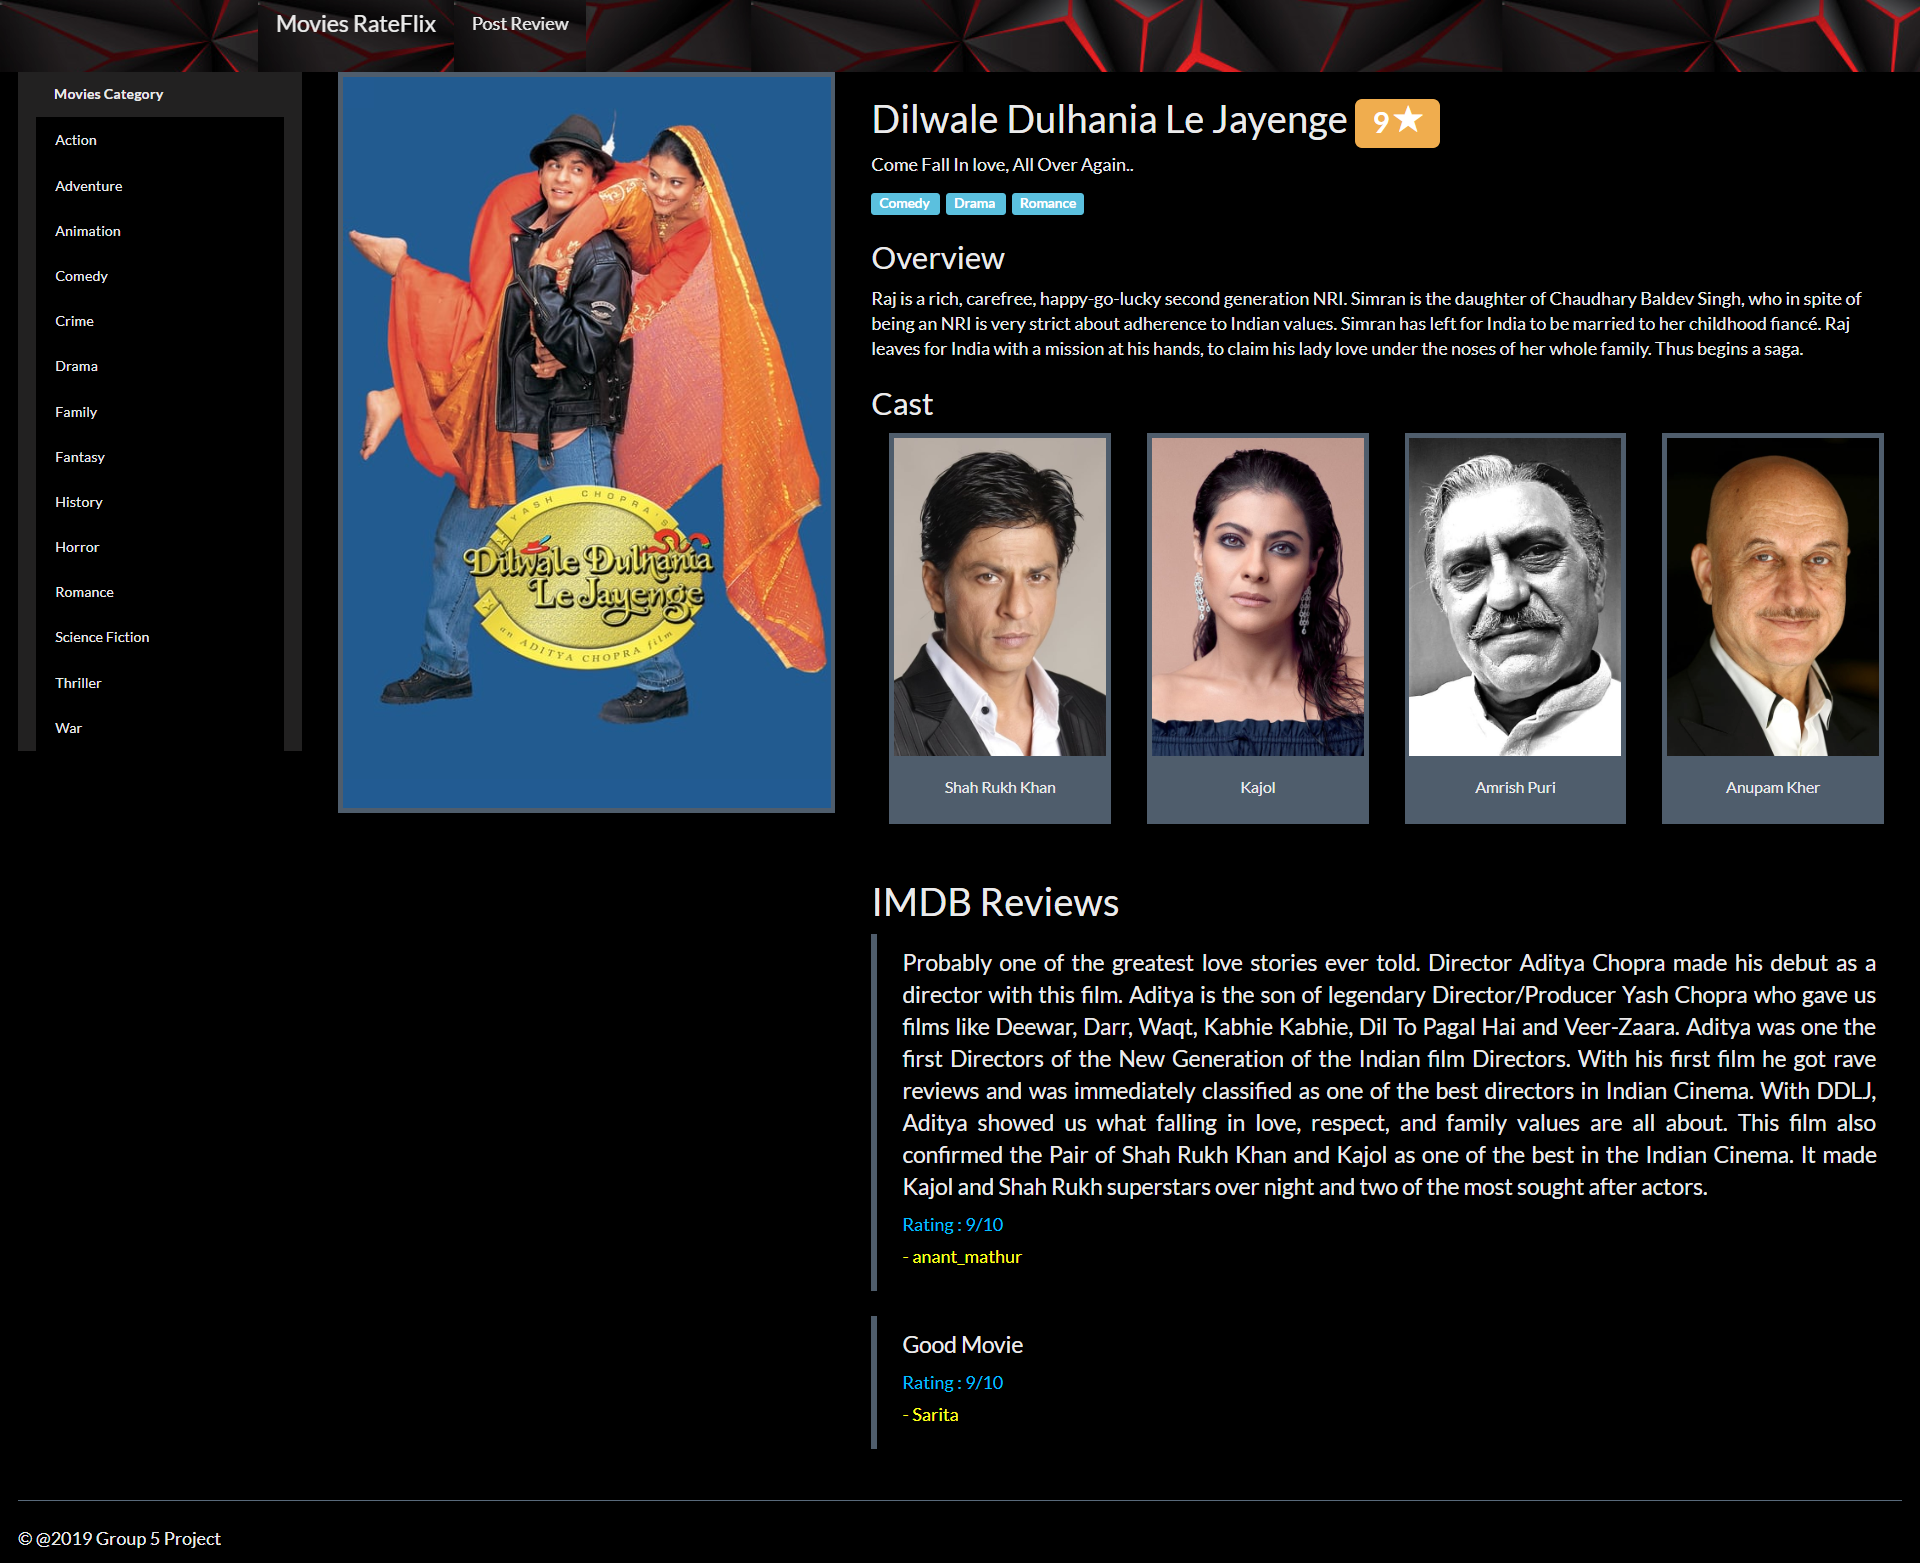 Movies RateFlix
Post Review
Movies Category
Action
Adventure
Animation
Comedy
Crime
Drama
Family
Fantasy
History
Horror
Romance
Science Fiction
Thriller
War
YASH CHOPRA'S
Dilwale Dulhania
Le Jayenge
an ADITYA CHOPRA film
Dilwale Dulhania Le Jayenge 9★
Come Fall In love, All Over Again..
Comedy Drama Romance
Overview
Raj is a rich, carefree, happy-go-lucky second generation NRI. Simran is the daughter of Chaudhary Baldev Singh, who in spite of
being an NRI is very strict about adherence to Indian values. Simran has left for India to be married to her childhood fiancé. Raj
leaves for India with a mission at his hands, to claim his lady love under the noses of her whole family. Thus begins a saga.
Cast
Shah Rukh Khan
Kajol
Amrish Puri
Anupam Kher
IMDB Reviews
Probably one of the greatest love stories ever told. Director Aditya Chopra made his debut as a
director with this film. Aditya is the son of legendary Director/Producer Yash Chopra who gave us
films like Deewar, Darr, Waqt, Kabhie Kabhie, Dil To Pagal Hai and Veer-Zaara. Aditya was one the
first Directors of the New Generation of the Indian film Directors. With his first film he got rave
reviews and was immediately classified as one of the best directors in Indian Cinema. With DDLJ,
Aditya showed us what falling in love, respect, and family values are all about. This film also
confirmed the Pair of Shah Rukh Khan and Kajol as one of the best in the Indian Cinema. It made
Kajol and Shah Rukh superstars over night and two of the most sought after actors.
Rating : 9/10
- anant_mathur
Good Movie
Rating : 9/10
- Sarita
© @2019 Group 5 Project